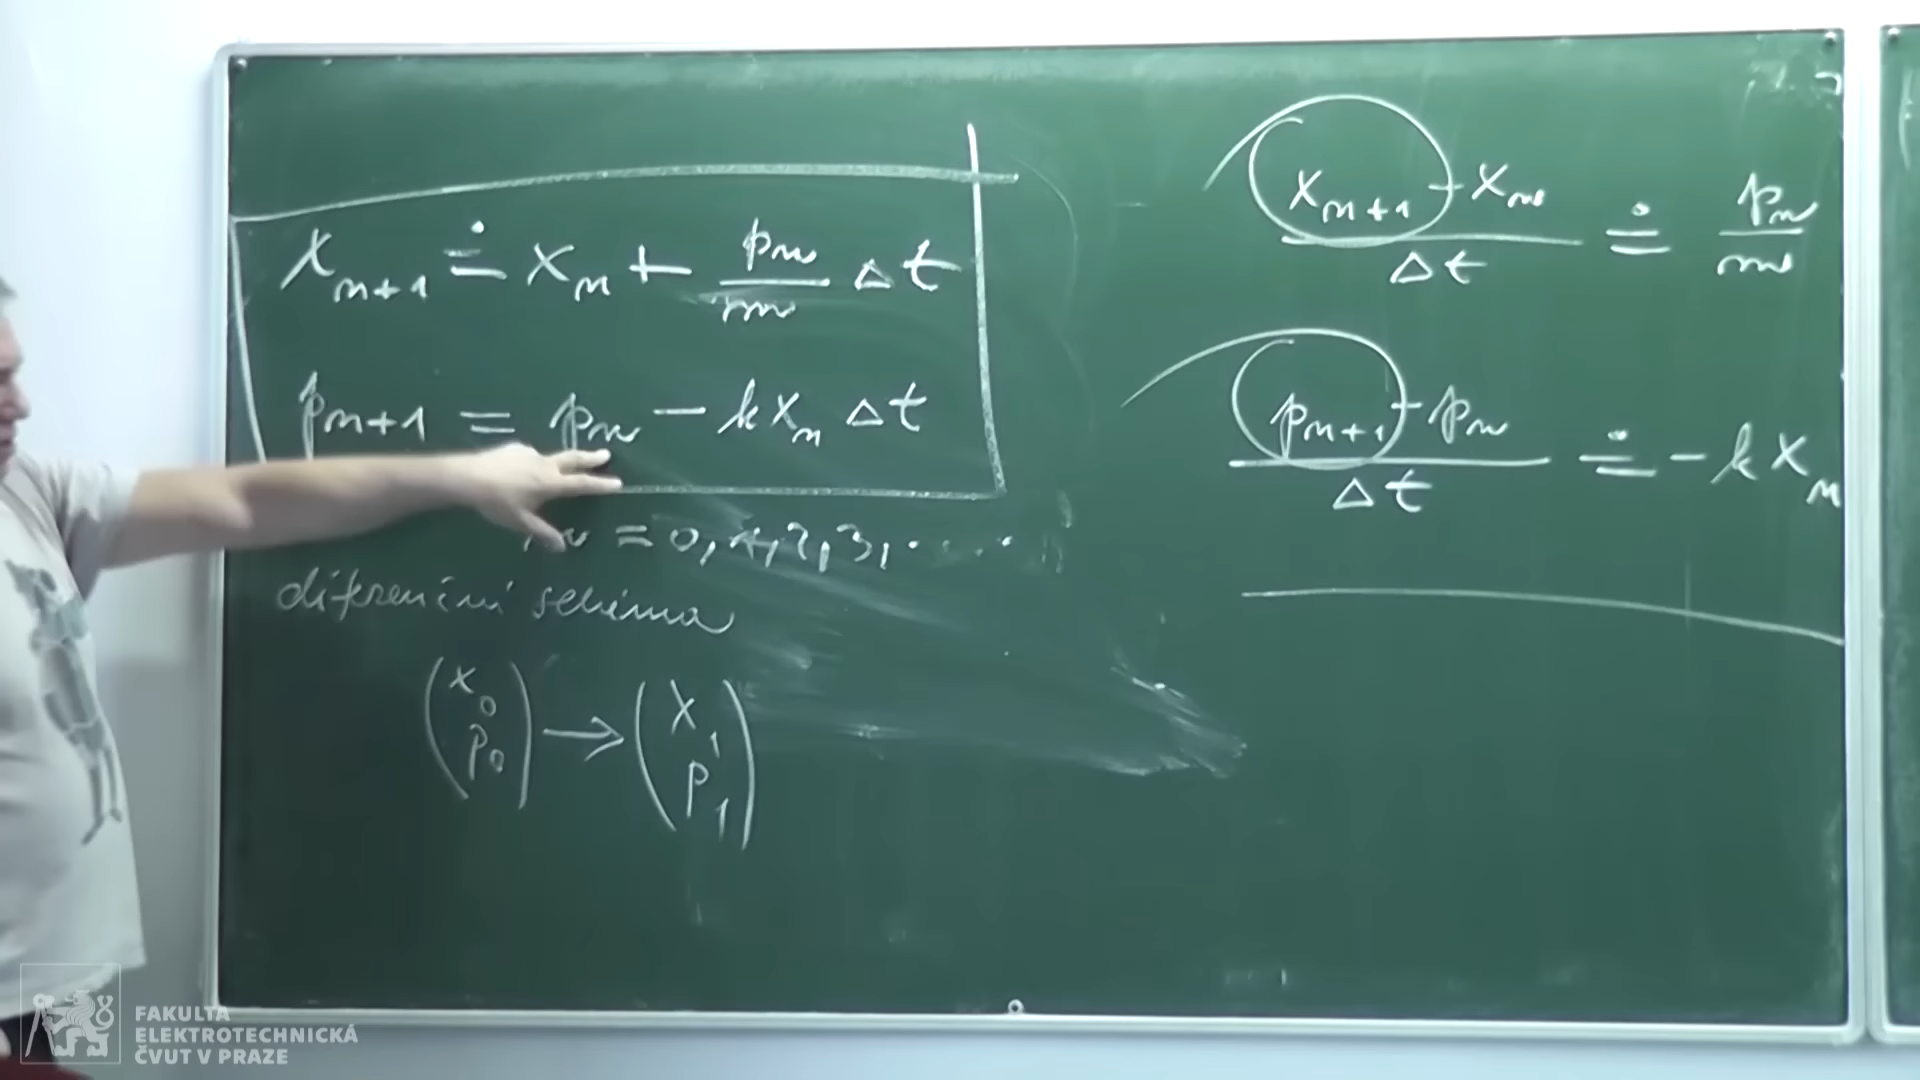 x_{n+1} ≐ x_n + p_n/m Δt
p_{n+1} = p_n - k x_n Δt
n = 0, 1, 2, 3, . . . .
diferenční schéma
(x_0 p_0) → (x_1 p_1)
(x_{n+1} - x_n)/Δt ≐ p_n/m
(p_{n+1} - p_n)/Δt ≐ - k x_n
FAKULTA
ELEKTROTECHNICKÁ
ČVUT V PRAZE